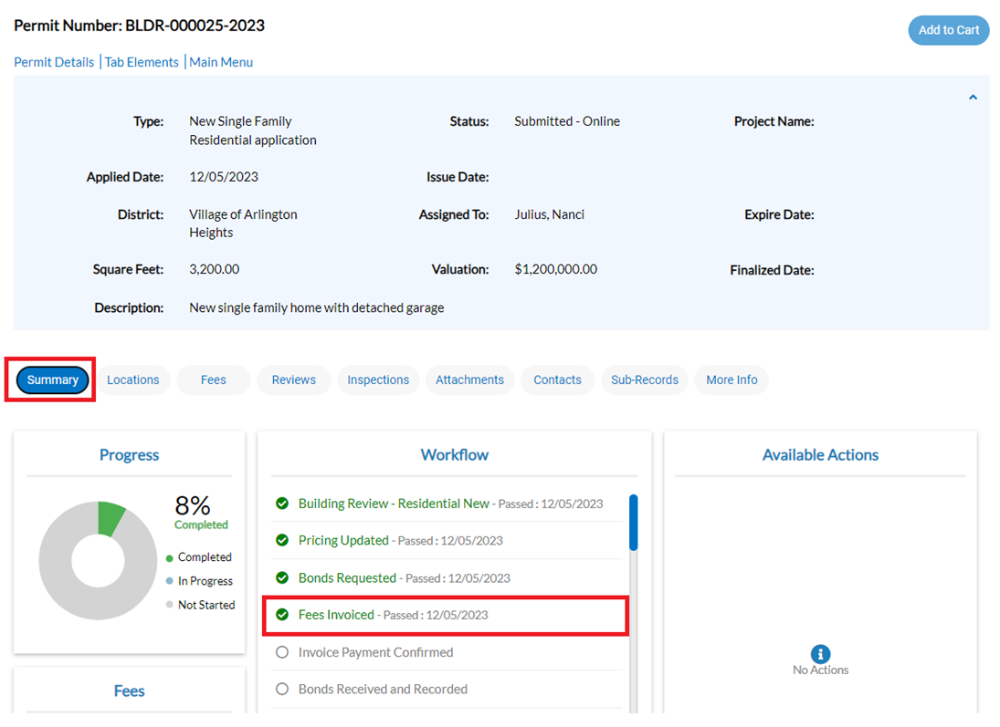 Permit Number: BLDR-000025-2023
Add to Cart
Permit Details | Tab Elements | Main Menu
Type: New Single Family Residential application
Status: Submitted - Online
Project Name:
Applied Date: 12/05/2023
Issue Date:
District: Village of Arlington Heights
Assigned To: Julius, Nanci
Expire Date:
Square Feet: 3,200.00
Valuation: $1,200,000.00
Finalized Date:
Description: New single family home with detached garage
Summary
Locations
Fees
Reviews
Inspections
Attachments
Contacts
Sub-Records
More Info
Progress
8%
Completed
Completed
In Progress
Not Started
Fees
Workflow
Building Review - Residential New - Passed : 12/05/2023
Pricing Updated - Passed : 12/05/2023
Bonds Requested - Passed : 12/05/2023
Fees Invoiced - Passed : 12/05/2023
Invoice Payment Confirmed
Bonds Received and Recorded
Available Actions
No Actions